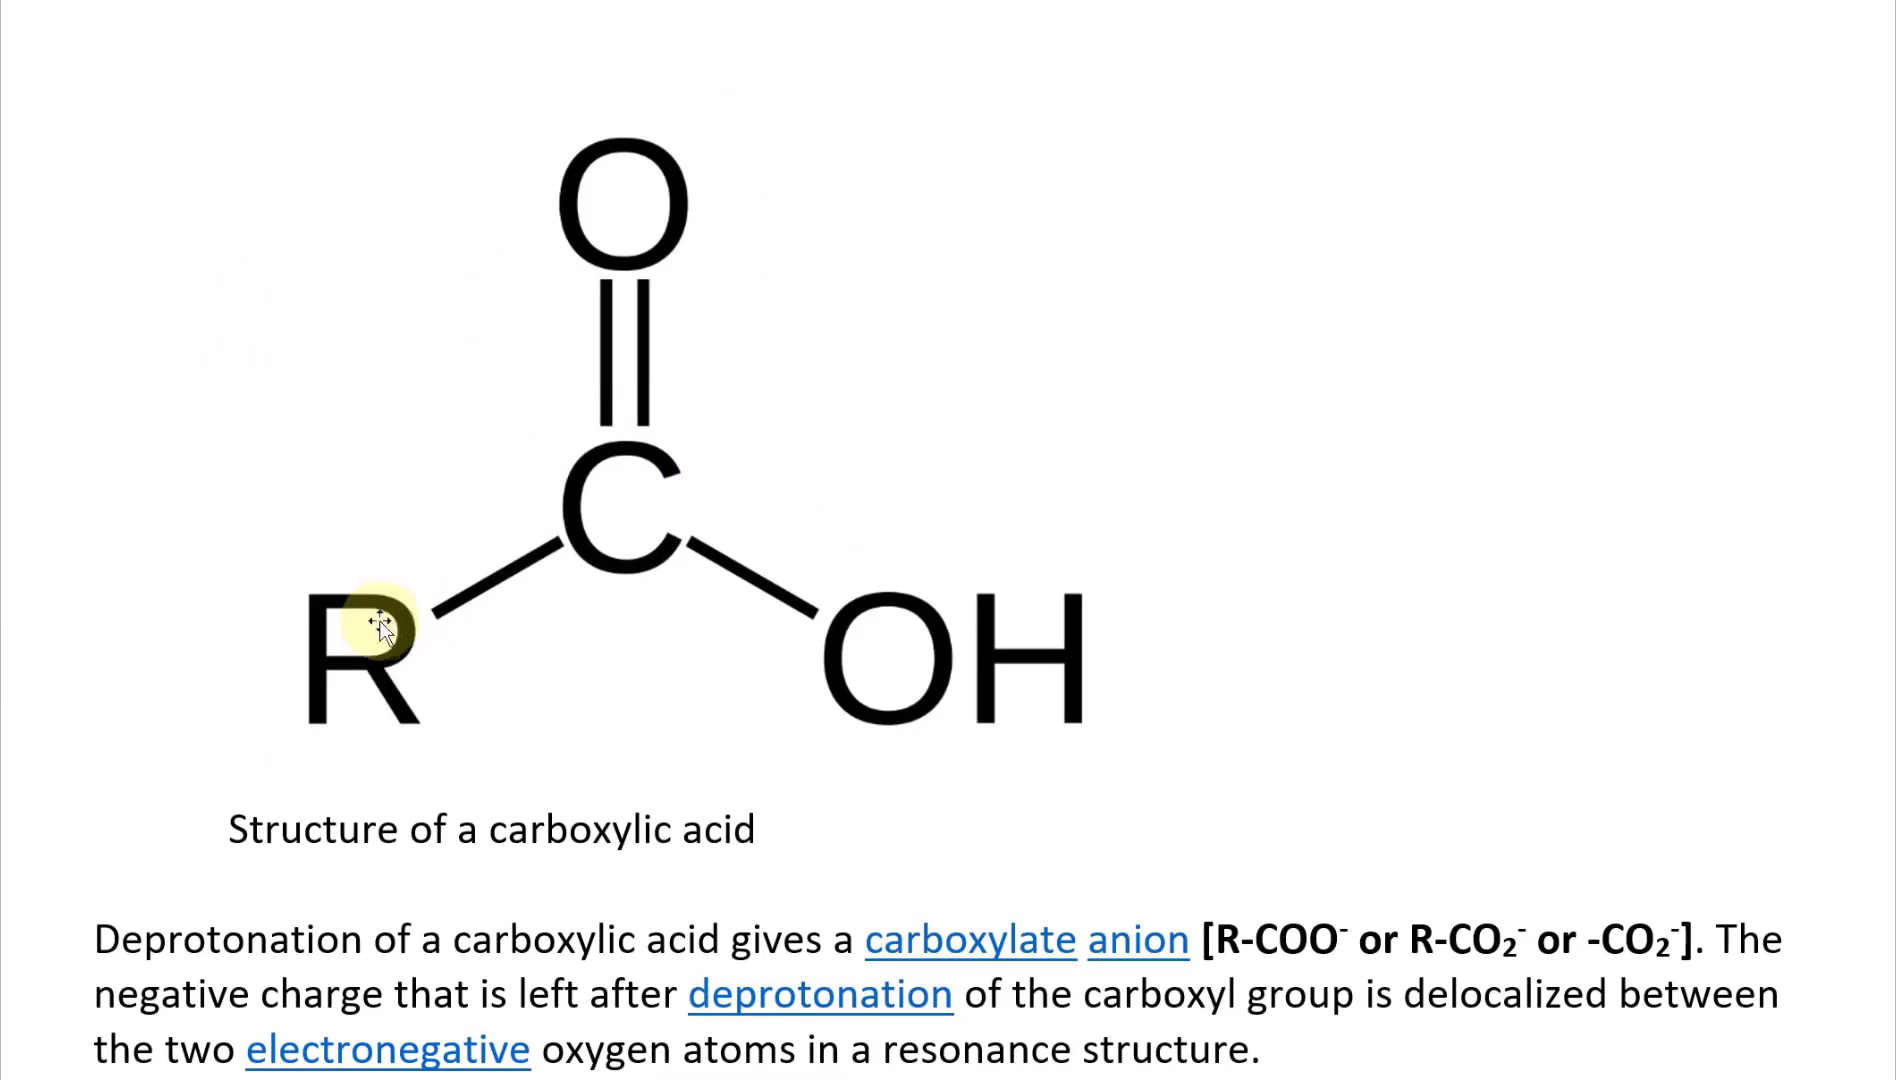 O
C
R OH
Structure of a carboxylic acid
Deprotonation of a carboxylic acid gives a carboxylate anion [R-COO⁻ or R-CO₂⁻ or -CO₂⁻]. The
negative charge that is left after deprotonation of the carboxyl group is delocalized between
the two electronegative oxygen atoms in a resonance structure.